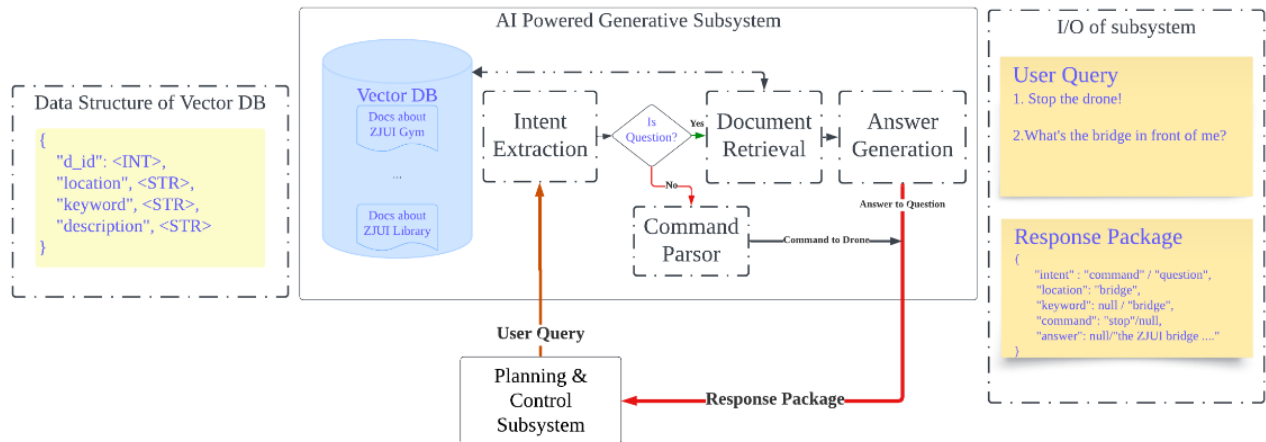 AI Powered Generative Subsystem
Data Structure of Vector DB
{
"d_id": <INT>,
"location", <STR>,
"keyword", <STR>,
"description", <STR>
}
Vector DB
Docs about
ZJUI Gym
...
Docs about
ZJUI Library
Intent
Extraction
Is
Question?
Yes
No
Document
Retrieval
Answer
Generation
Answer to Question
Command
Parsor
Command to Drone
User Query
Planning &
Control
Subsystem
Response Package
I/O of subsystem
User Query
1. Stop the drone!
2.What's the bridge in front of me?
Response Package
{
"intent" : "command" / "question",
"location": "bridge",
"keyword": null / "bridge",
"command": "stop"/null,
"answer": null/"the ZJUI bridge ...."
}